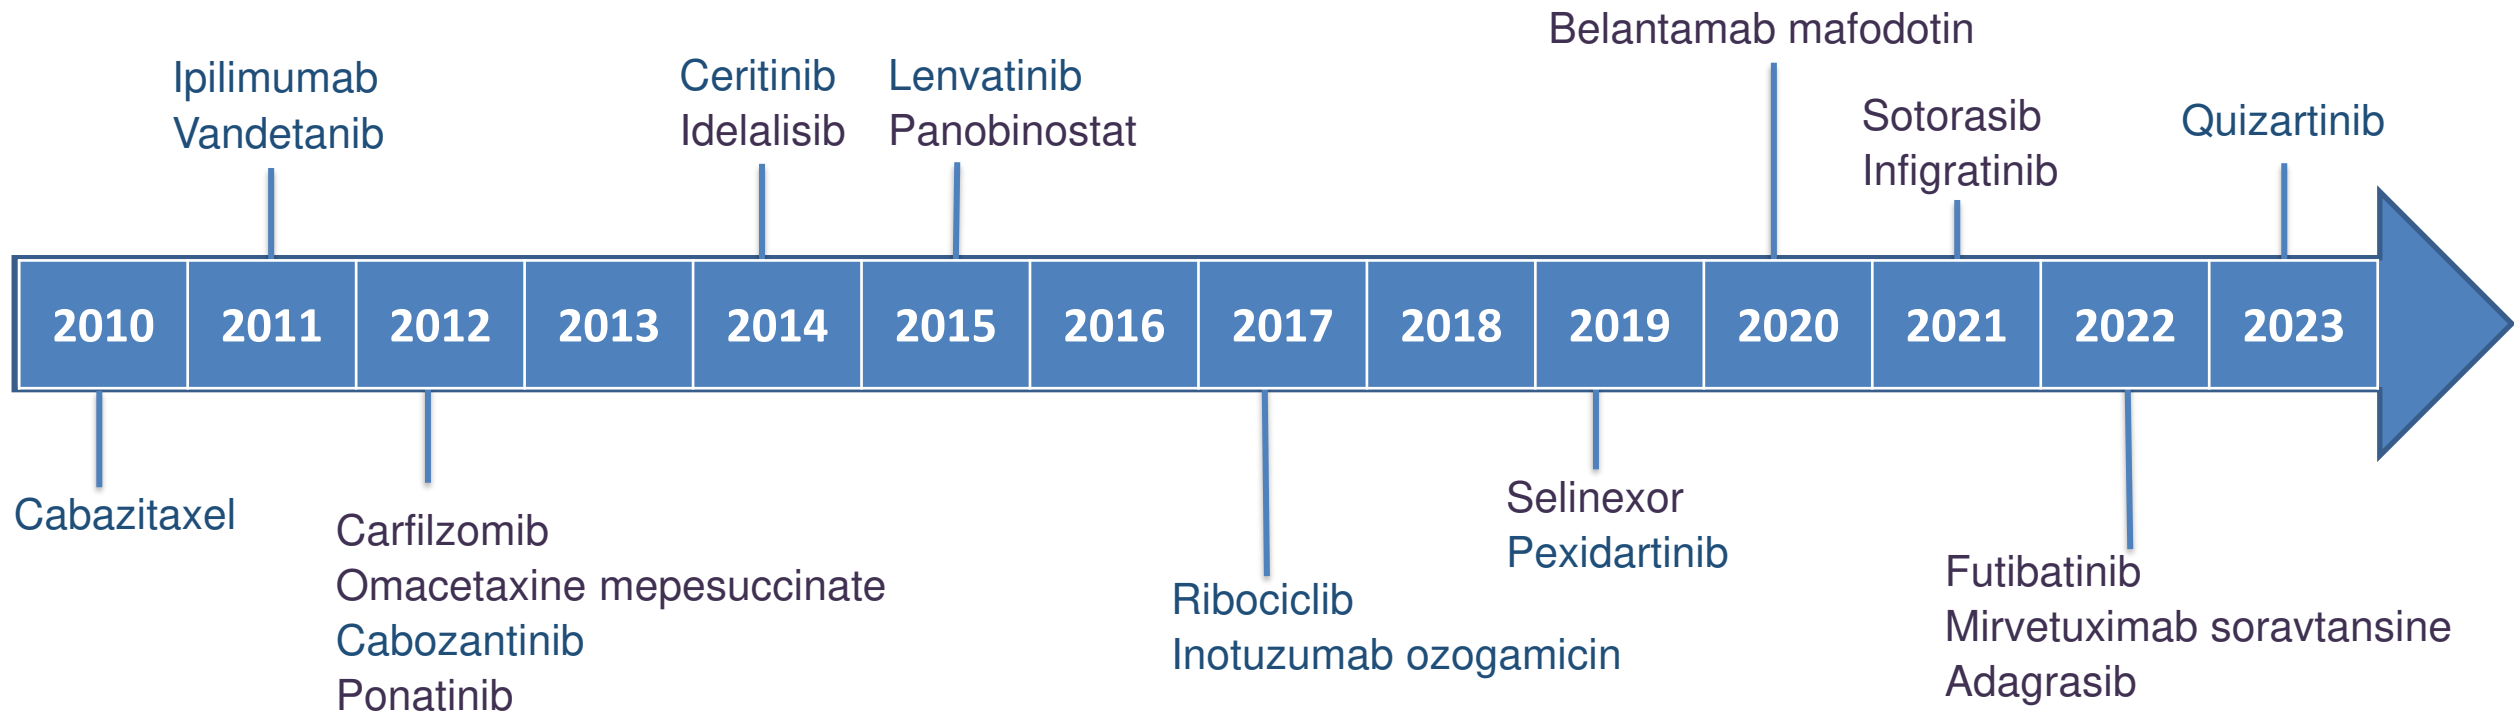 Belantamab mafodotin
Ipilimumab
Vandetanib
Ceritinib
Idelalisib
Lenvatinib
Panobinostat
Sotorasib
Infigratinib
Quizartinib
2010 2011 2012 2013 2014 2015 2016 2017 2018 2019 2020 2021 2022 2023
Cabazitaxel
Carfilzomib
Omacetaxine mepesuccinate
Cabozantinib
Ponatinib
Ribociclib
Inotuzumab ozogamicin
Selinexor
Pexidartinib
Futibatinib
Mirvetuximab soravtansine
Adagrasib